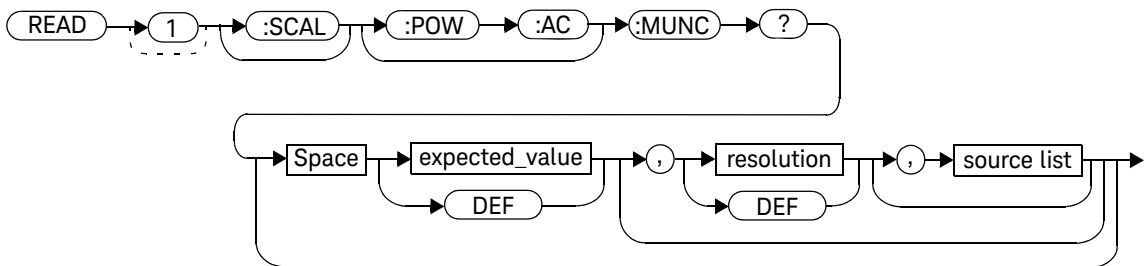 READ 1 :SCAL :POW :AC :MUNC ?
Space expected_value , resolution , source list
DEF DEF